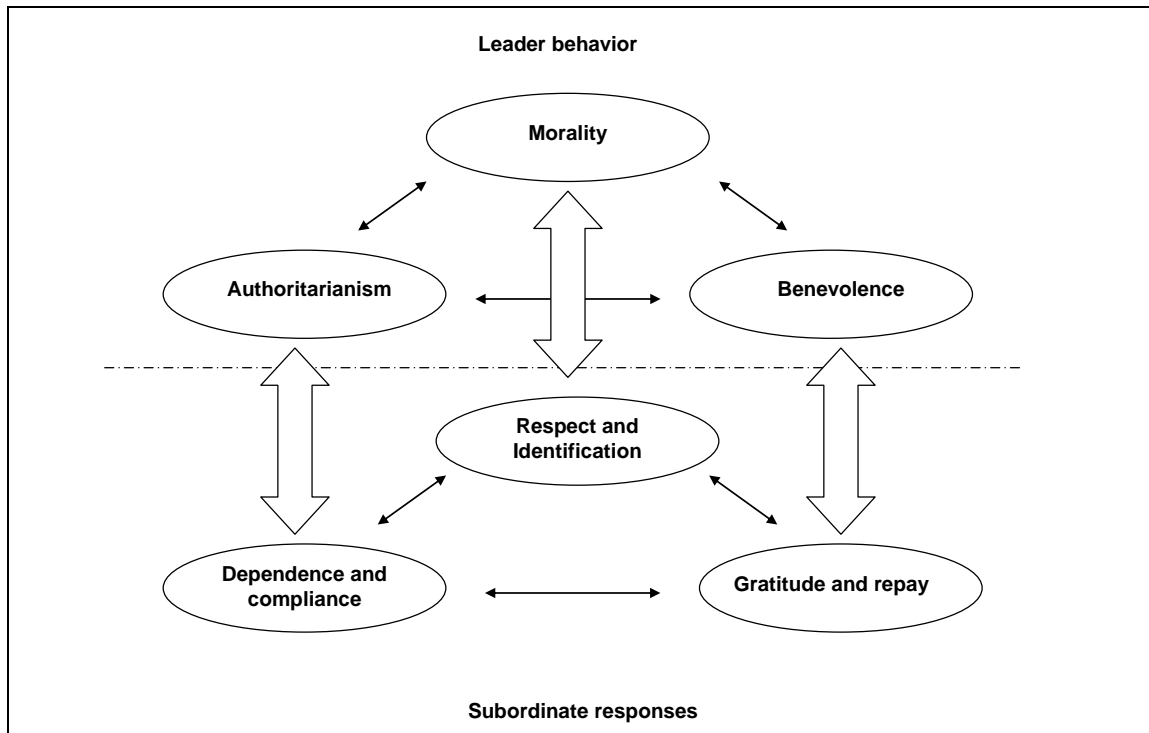 Leader behavior
Morality
Authoritarianism
Benevolence
Respect and
Identification
Dependence and
compliance
Gratitude and repay
Subordinate responses